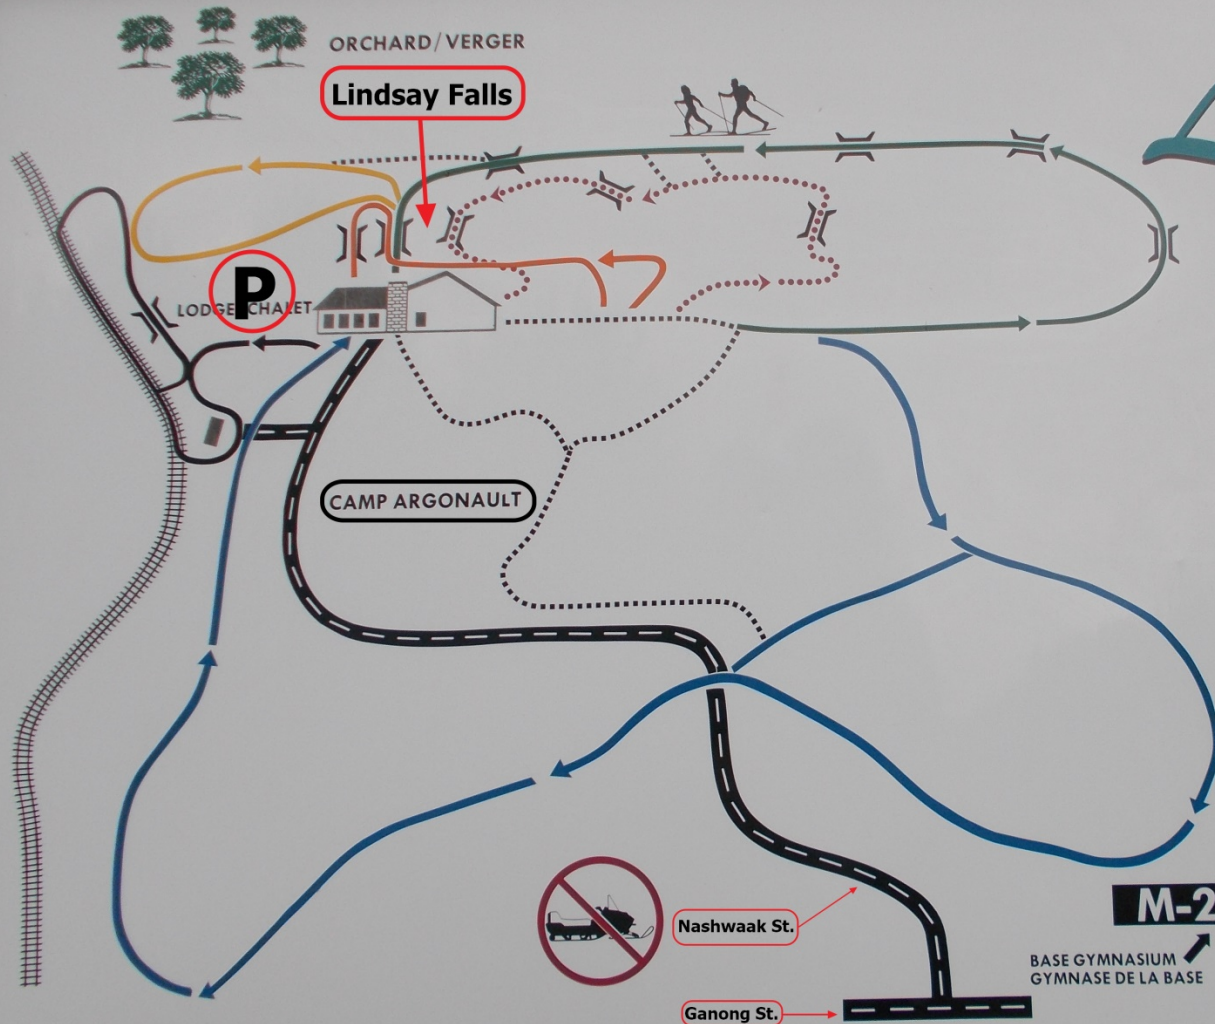 ORCHARD/VERGER
Lindsay Falls
P
LODGE CHALET
CAMP ARGONAULT
Nashwaak St.
M-2
BASE GYMNASIUM
GYMNASE DE LA BASE
Ganong St.